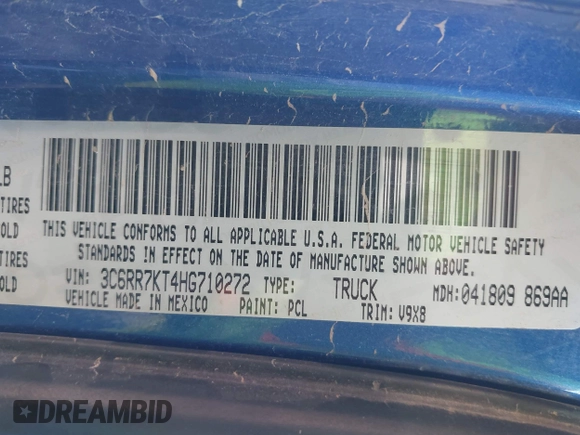 LB
TIRES
OLD
TIRES
OLD
THIS VEHICLE CONFORMS TO ALL APPLICABLE U.S.A. FEDERAL MOTOR VEHICLE SAFETY
STANDARDS IN EFFECT ON THE DATE OF MANUFACTURE SHOWN ABOVE.
VIN: 3C6RR7KT4HG710272 TYPE: TRUCK MDH: 041809 869AA
VEHICLE MADE IN MEXICO PAINT: PCL TRIM: V9X8
DREAMBID